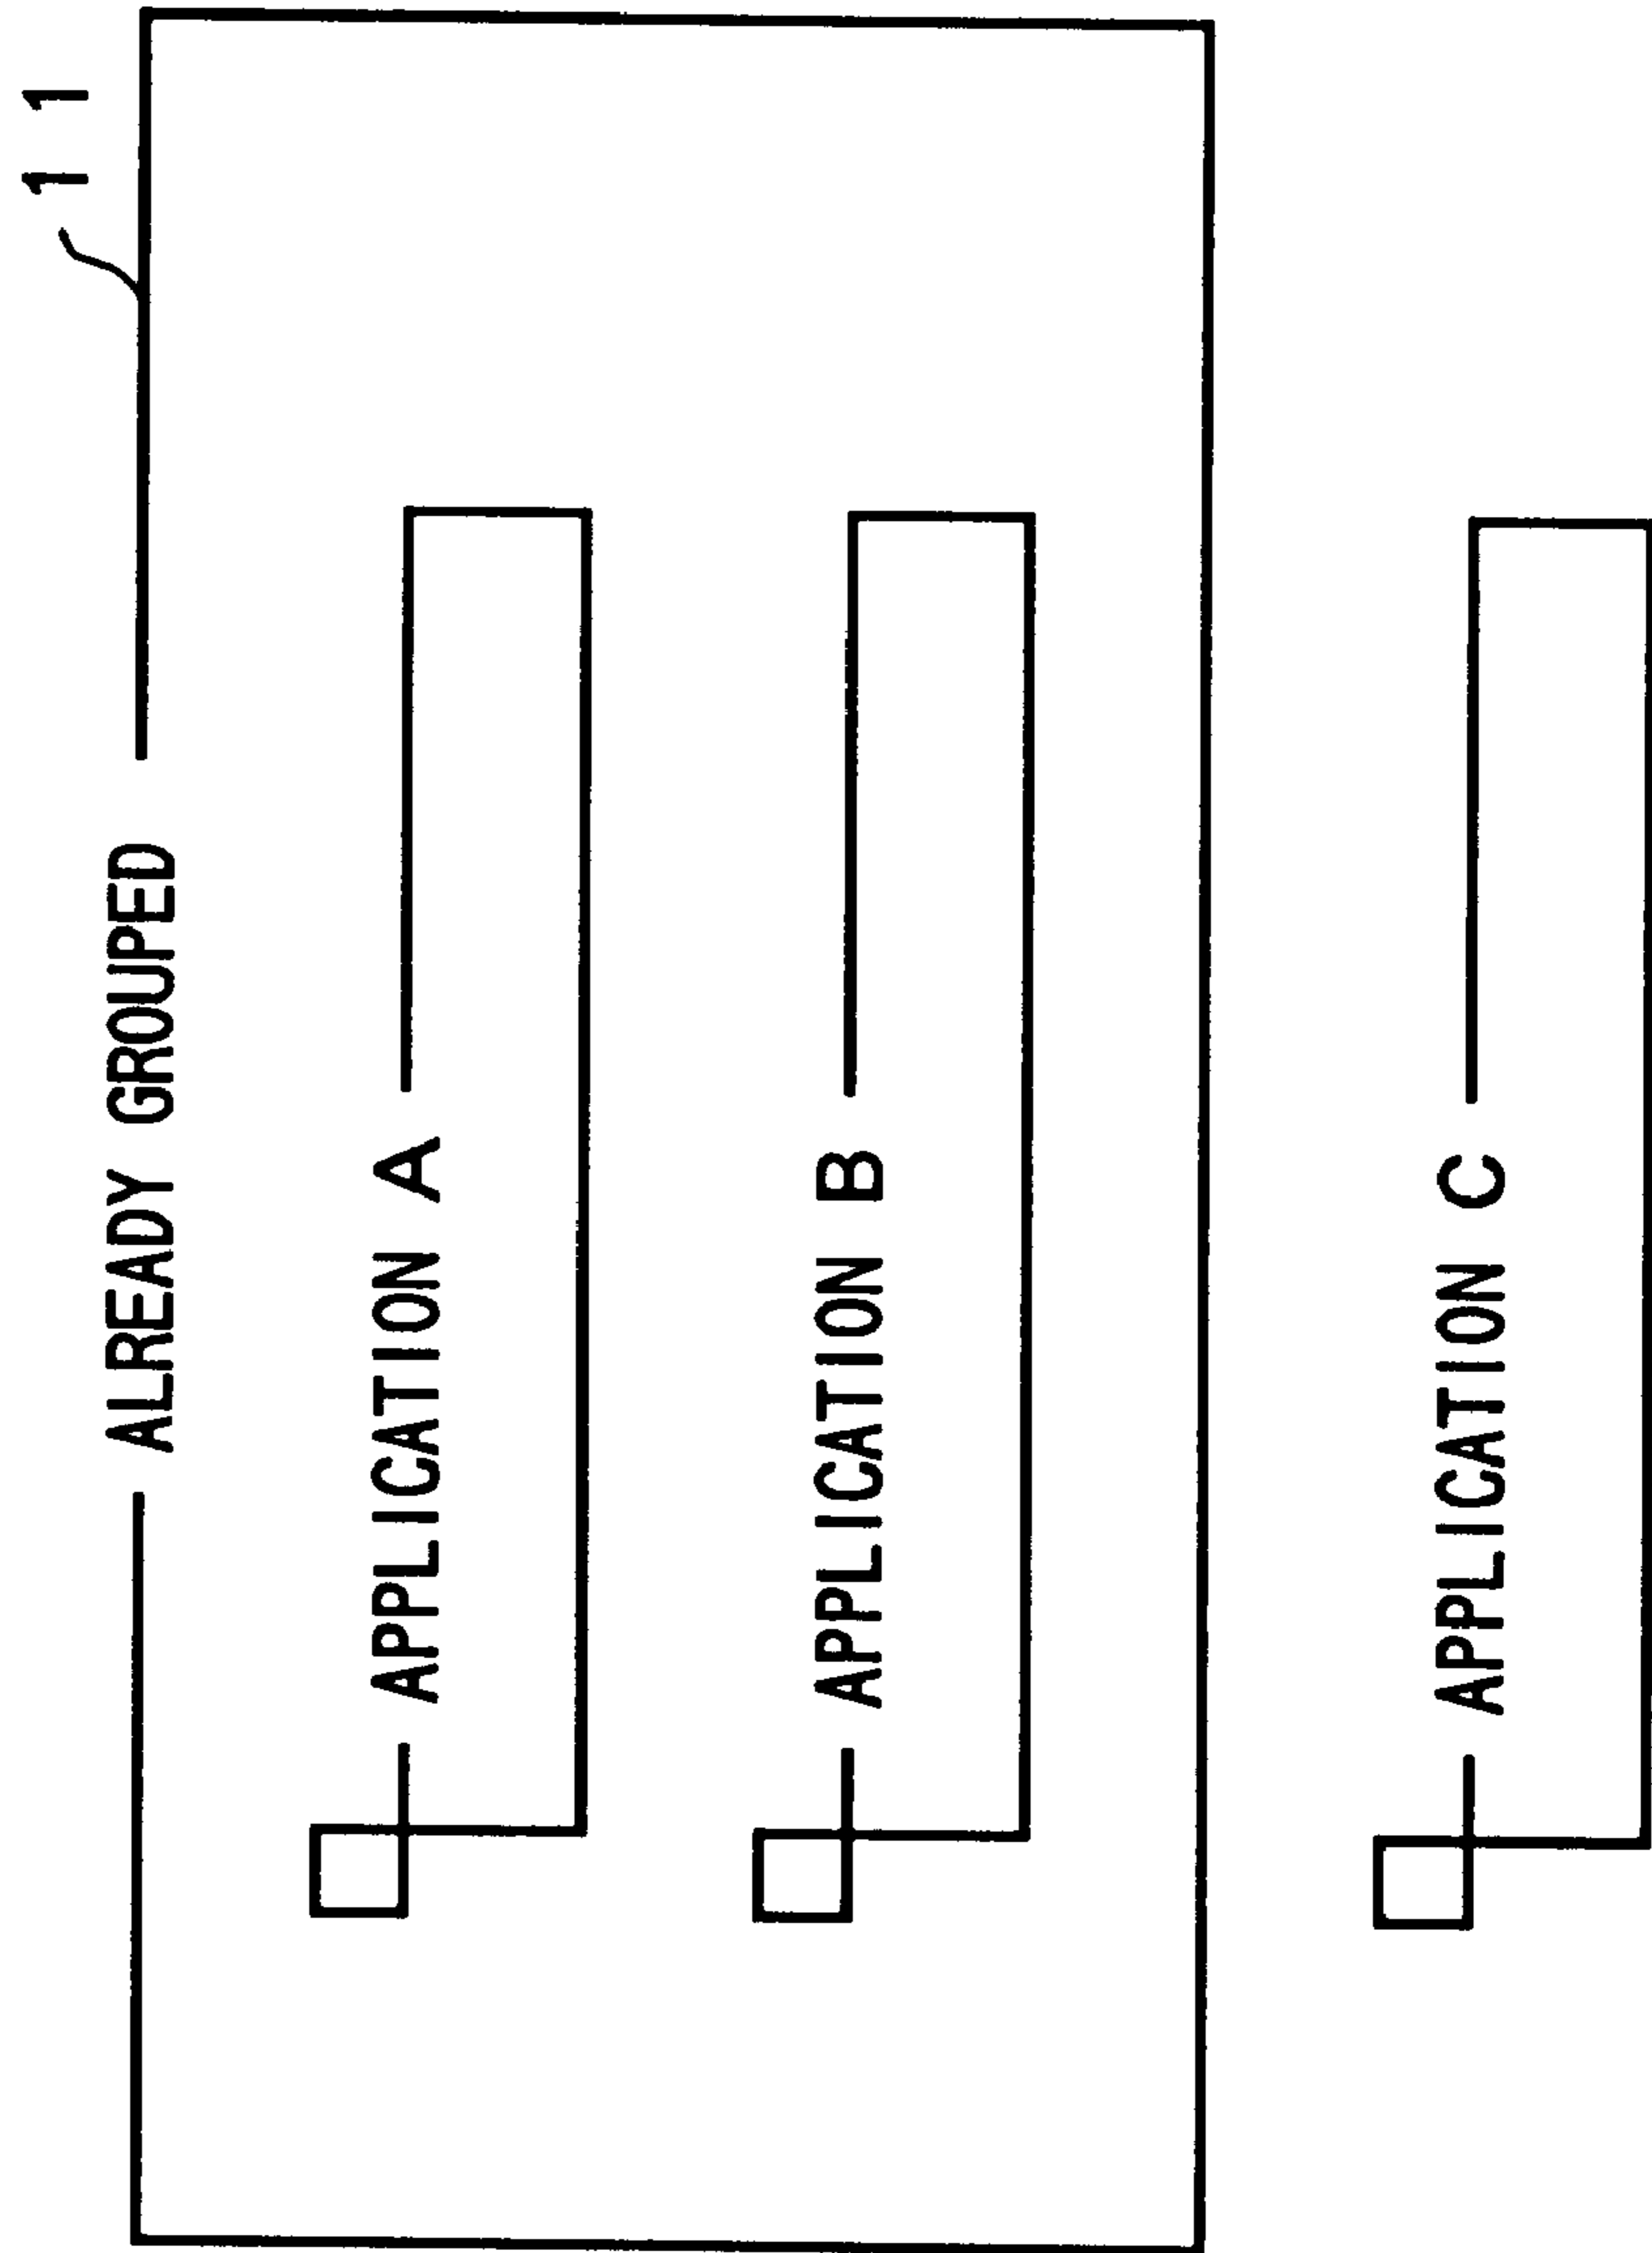 11
ALREADY GROUPED
APPLICATION A
APPLICATION B
APPLICATION C